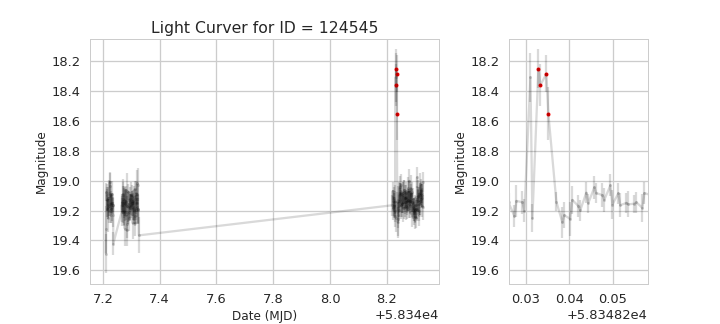 Light Curver for ID = 124545
18.2
18.4
18.6
18.8
19.0
19.2
19.4
19.6
Magnitude
7.2 7.4 7.6 7.8 8.0 8.2
Date (MJD)
+5.834e4
18.2
18.4
18.6
18.8
19.0
19.2
19.4
19.6
Magnitude
0.03 0.04 0.05
+5.83482e4